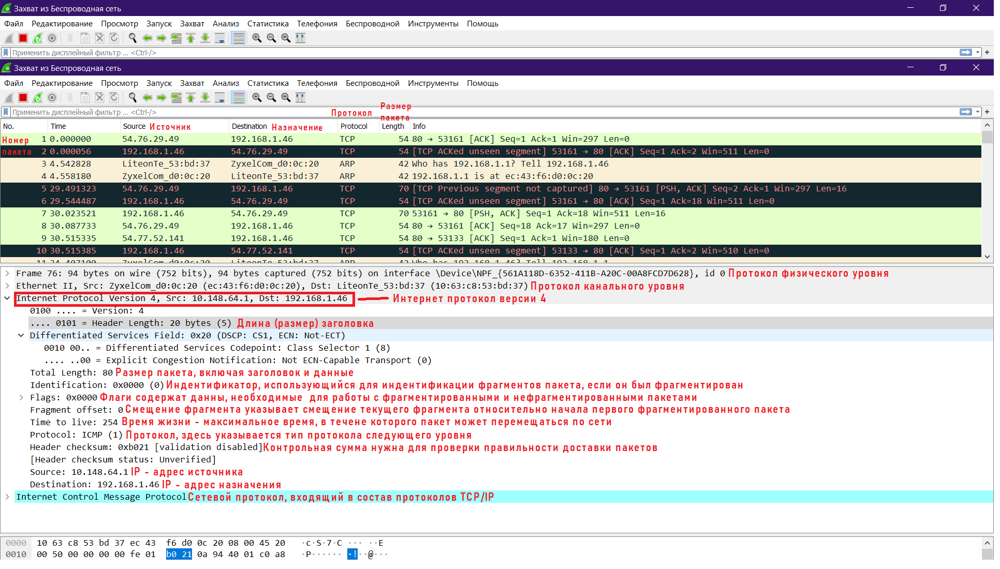 Захват из Беспроводная сеть
Файл Редактирование Просмотр Запуск Захват Анализ Статистика Телефония Беспроводной Инструменты Помощь
Применить дисплейный фильтр ... <Ctrl-/>
Захват из Беспроводная сеть
Файл Редактирование Просмотр Запуск Захват Анализ Статистика Телефония Беспроводной Инструменты Помощь
Применить дисплейный фильтр ... <Ctrl-/> Протокол Размер пакета
No. Time Source Источник Destination Назначение Protocol Length Info
Номер 1 0.000000 54.76.29.49 192.168.1.46 TCP 54 80 → 53161 [ACK] Seq=1 Ack=1 Win=297 Len=0
пакета 2 0.000056 192.168.1.46 54.76.29.49 TCP 54 [TCP ACKed unseen segment] 53161 → 80 [ACK] Seq=1 Ack=2 Win=511 Len=0
3 4.542828 LiteonTe_53:bd:37 ZyxelCom_d0:0c:20 ARP 42 Who has 192.168.1.1? Tell 192.168.1.46
4 4.558180 ZyxelCom_d0:0c:20 LiteonTe_53:bd:37 ARP 42 192.168.1.1 is at ec:43:f6:d0:0c:20
5 29.491323 54.76.29.49 192.168.1.46 TCP 70 [TCP Previous segment not captured] 80 → 53161 [PSH, ACK] Seq=2 Ack=1 Win=297 Len=16
6 29.544487 192.168.1.46 54.76.29.49 TCP 54 [TCP ACKed unseen segment] 53161 → 80 [ACK] Seq=1 Ack=18 Win=511 Len=0
7 30.023521 192.168.1.46 54.76.29.49 TCP 70 53161 → 80 [PSH, ACK] Seq=1 Ack=18 Win=511 Len=16
8 30.087733 54.76.29.49 192.168.1.46 TCP 54 80 → 53161 [ACK] Seq=18 Ack=17 Win=297 Len=0
9 30.515335 54.77.52.141 192.168.1.46 TCP 54 80 → 53133 [ACK] Seq=1 Ack=1 Win=180 Len=0
10 30.515385 192.168.1.46 54.77.52.141 TCP 54 [TCP ACKed unseen segment] 53133 → 80 [ACK] Seq=1 Ack=2 Win=510 Len=0
11 34.407100 ZyxelCom_d0:0c:20 LiteonTe_53:bd:37 ARP 42 Who has 192.168.1.46? Tell 192.168.1.1
Frame 76: 94 bytes on wire (752 bits), 94 bytes captured (752 bits) on interface \Device\NPF_{561A118D-6352-411B-A20C-00A8FCD7D628}, id 0 Протокол физического уровня
Ethernet II, Src: ZyxelCom_d0:0c:20 (ec:43:f6:d0:0c:20), Dst: LiteonTe_53:bd:37 (10:63:c8:53:bd:37) Протокол канального уровня
Internet Protocol Version 4, Src: 10.148.64.1, Dst: 192.168.1.46 Интернет протокол версии 4
0100 .... = Version: 4
.... 0101 = Header Length: 20 bytes (5) Длина (размер) заголовка
Differentiated Services Field: 0x20 (DSCP: CS1, ECN: Not-ECT)
0010 00.. = Differentiated Services Codepoint: Class Selector 1 (8)
.... ..00 = Explicit Congestion Notification: Not ECN-Capable Transport (0)
Total Length: 80 Размер пакета, включая заголовок и данные
Identification: 0x0000 (0) Индентификатор, использующийся для индентификации фрагментов пакета, если он был фрагментирован
Flags: 0x0000 Флаги содержат данны, необходимые для работы с фрагментированными и нефрагментированными пакетами
Fragment offset: 0 Смещение фрагмента указывает смещение текущего фрагмента относительно начала первого фрагментированного пакета
Time to live: 254 Время жизни - максимальное время, в течене которого пакет может перемещаться по сети
Protocol: ICMP (1) Протокол, здесь указывается тип протокола следующего уровня
Header checksum: 0xb021 [validation disabled] Контрольная сумма нужна для проверки правильности доставки пакетов
[Header checksum status: Unverified]
Source: 10.148.64.1 IP - адрес источника
Destination: 192.168.1.46 IP - адрес назначения
Internet Control Message Protocol Сетевой протокол, входящий в состав протоколов TCP/IP
0000 10 63 c8 53 bd 37 ec 43 f6 d0 0c 20 08 00 45 20 ·c·S·7·C ··· ··E
0010 00 50 00 00 00 00 fe 01 b0 21 0a 94 40 01 c0 a8 ·P······ ·!··@···